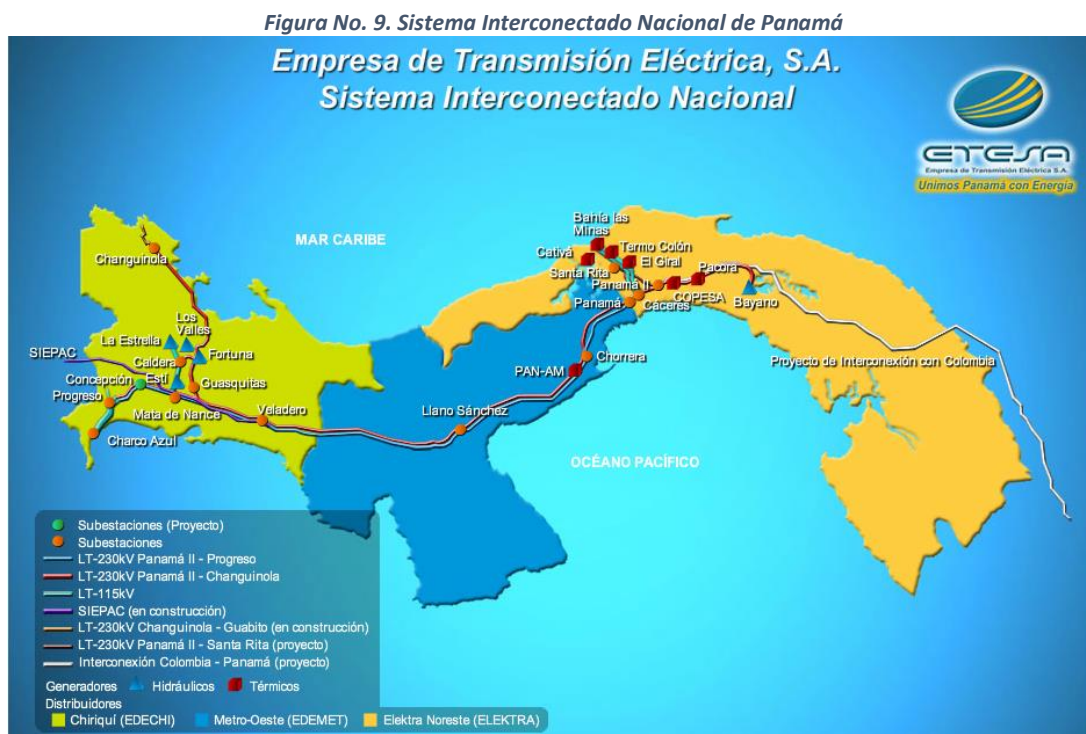 Figura No. 9. Sistema Interconectado Nacional de Panamá
Empresa de Transmisión Eléctrica, S.A.
Sistema Interconectado Nacional
ETESA
Empresa de Transmisión Eléctrica S.A.
Unimos Panamá con Energía
MAR CARIBE
Bahía las
Minas
Termo Colón
Cativá
El Giral
Santa Rita
Pacora
Panamá II
COPESA
Panamá
Cáceres
Bayano
Changuinola
Los
Valles
La Estrella
Fortuna
SIEPAC
Caldera
Estí
Concepción
Guasquitas
Progreso
Mata de Nance
Veladero
Charco Azul
Chorrera
PAN-AM
Llano Sánchez
Proyecto de Interconexión con Colombia
OCÉANO PACÍFICO
Subestaciones (Proyecto)
Subestaciones
LT-230kV Panamá II - Progreso
LT-230kV Panamá II - Changuinola
LT-115kV
SIEPAC (en construcción)
LT-230kV Changuinola - Guabito (en construcción)
LT-230kV Panamá II - Santa Rita (proyecto)
Interconexión Colombia - Panamá (proyecto)
Generadores Hidráulicos Térmicos
Distribuidores
Chiriquí (EDECHI) Metro-Oeste (EDEMET) Elektra Noreste (ELEKTRA)